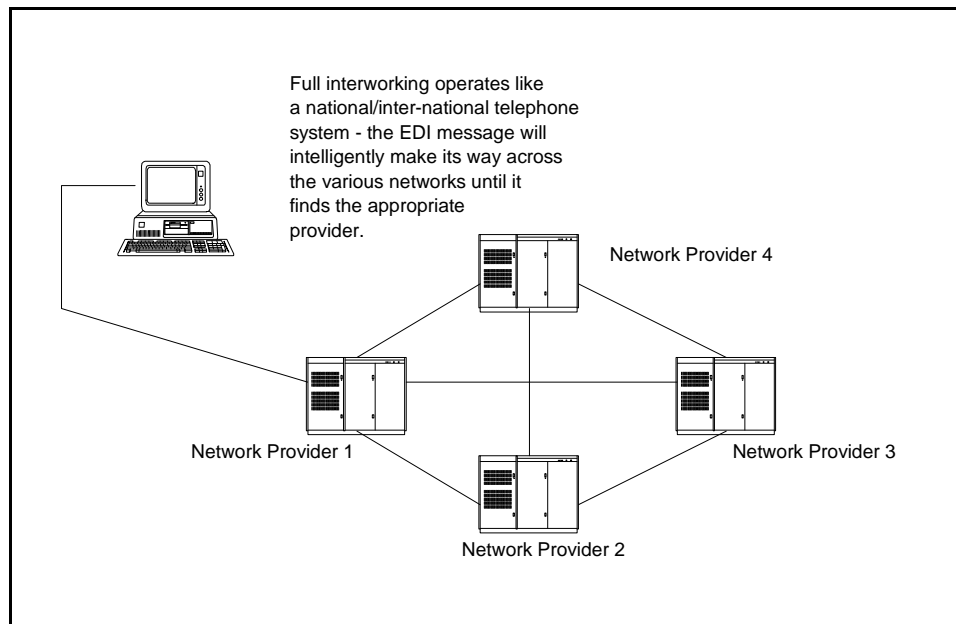 Full interworking operates like
a national/inter-national telephone
system - the EDI message will
intelligently make its way across
the various networks until it
finds the appropriate
provider.
Network Provider 4
Network Provider 1
Network Provider 3
Network Provider 2